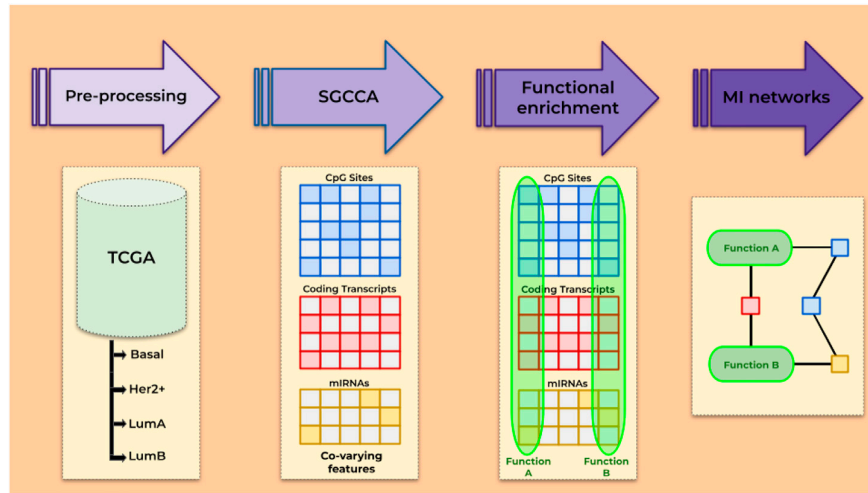 Pre-processing
SGCCA
Functional
enrichment
MI networks
TCGA
Basal
Her2+
LumA
LumB
CpG Sites
Coding Transcripts
mIRNAs
Co-varying
features
CpG Sites
Coding Transcripts
mIRNAs
Function
A
Function
B
Function A
Function B